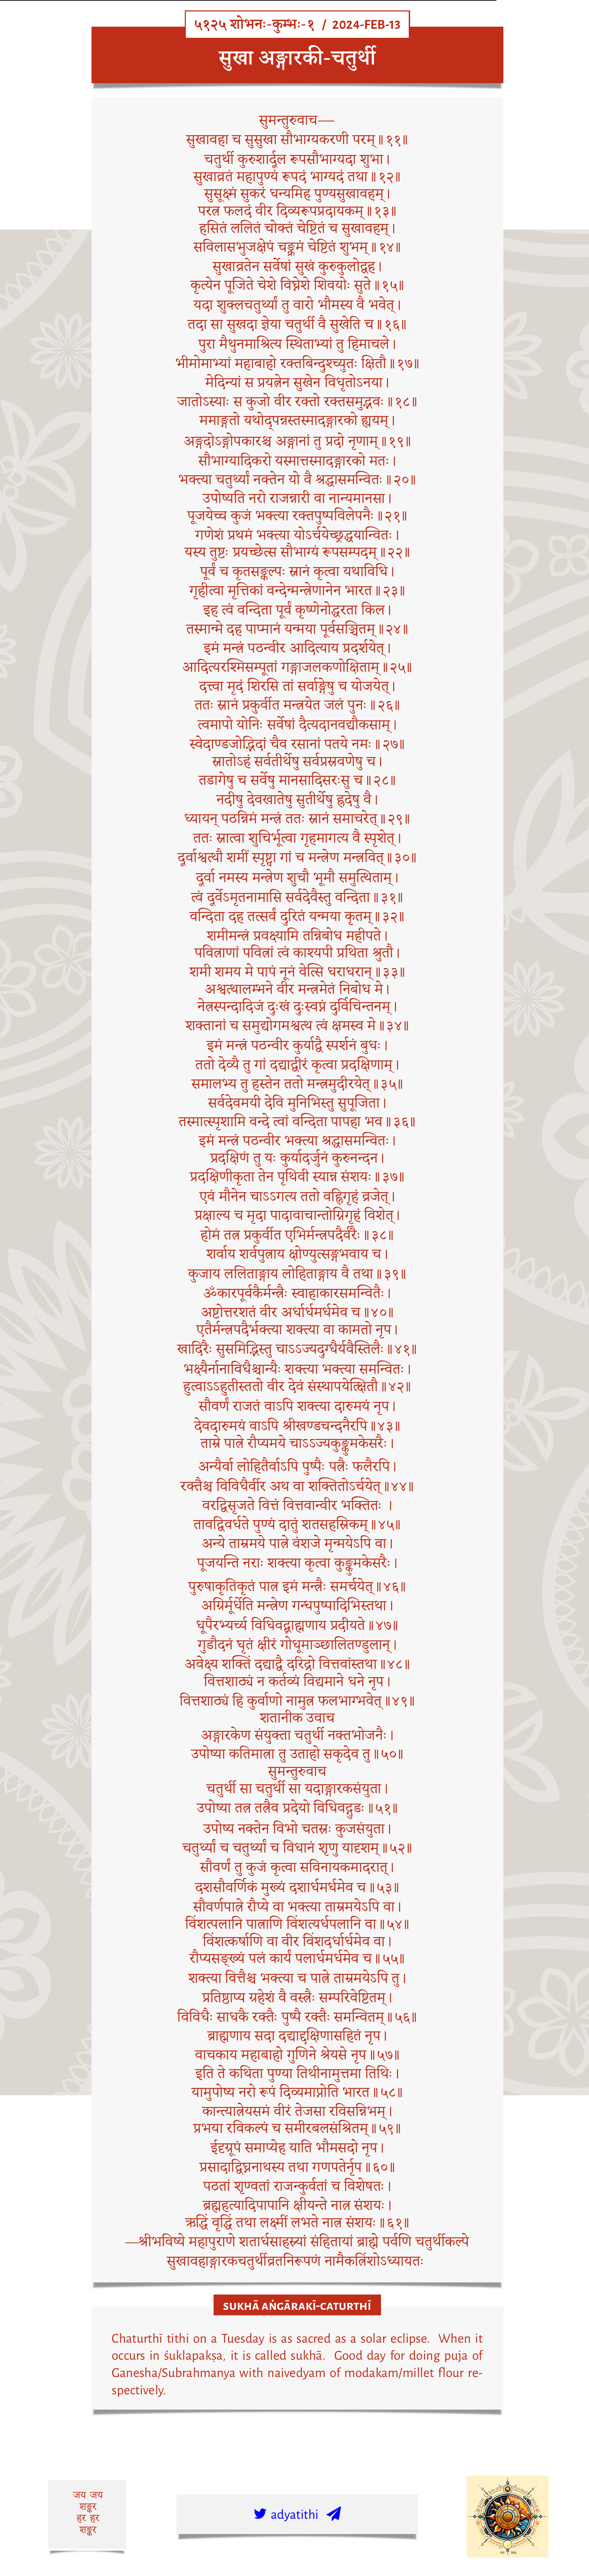 ५१२५ शोभनः-कुम्भः-१ / 2024-FEB-13
सुखा अङ्गारकी-चतुर्थी
सुमन्तुरुवाच—
सुखावहा च सुसुखा सौभाग्यकरणी परम्॥११॥
चतुर्थी कुरुशार्दूल रूपसौभाग्यदा शुभा।
सुखाव्रतं महापुण्यं रूपदं भाग्यदं तथा॥१२॥
सुसूक्ष्मं सुकरं धन्यमिह पुण्यसुखावहम्।
परत्र फलदं वीर दिव्यरूपप्रदायकम्॥१३॥
हसितं ललितं चोक्तं चेष्टितं च सुखावहम्।
सविलासभुजक्षेपं चङ्क्रमं चेष्टितं शुभम्॥१४॥
सुखाव्रतेन सर्वेषां सुखं कुरुकुलोद्वह।
कृत्येन पूजिते चेशे विघ्नेशे शिवयोः सुते॥१५॥
यदा शुक्लचतुर्थ्यां तु वारो भौमस्य वै भवेत्।
तदा सा सुखदा ज्ञेया चतुर्थी वै सुखेति च॥१६॥
पुरा मैथुनमाश्रित्य स्थिताभ्यां तु हिमाचले।
भीमोमाभ्यां महाबाहो रक्तबिन्दुश्च्युतः क्षितौ॥१७॥
मेदिन्यां स प्रयत्नेन सुखेन विधृतोऽनया।
जातोऽस्याः स कुजो वीर रक्तो रक्तसमुद्भवः॥१८॥
ममाङ्गतो यथोद्पन्नस्तस्मादङ्गारको ह्ययम्।
अङ्गदोऽङ्गोपकारश्च अङ्गानां तु प्रदो नृणाम्॥१९॥
सौभाग्यादिकरो यस्मात्तस्मादङ्गारको मतः।
भक्त्या चतुर्थ्यां नक्तेन यो वै श्रद्धासमन्वितः॥२०॥
उपोष्यति नरो राजन्नारी वा नान्यमानसा।
पूजयेच्च कुजं भक्त्या रक्तपुष्पविलेपनैः॥२१॥
गणेशं प्रथमं भक्त्या योऽर्चयेच्छ्रद्धयान्वितः।
यस्य तुष्टः प्रयच्छेत्स सौभाग्यं रूपसम्पदम्॥२२॥
पूर्वं च कृतसङ्कल्पः स्नानं कृत्वा यथाविधि।
गृहीत्वा मृत्तिकां वन्देन्मन्त्रेणानेन भारत॥२३॥
इह त्वं वन्दिता पूर्वं कृष्णेनोद्धरता किल।
तस्मान्मे दह पाप्मानं यन्मया पूर्वसञ्चितम्॥२४॥
इमं मन्त्रं पठन्वीर आदित्याय प्रदर्शयेत्।
आदित्यरश्मिसम्पूतां गङ्गाजलकणोक्षिताम्॥२५॥
दत्त्वा मृदं शिरसि तां सर्वाङ्गेषु च योजयेत्।
ततः स्नानं प्रकुर्वीत मन्त्रयेत जलं पुनः॥२६॥
त्वमापो योनिः सर्वेषां दैत्यदानवद्यौकसाम्।
स्वेदाण्डजोद्भिदां चैव रसानां पतये नमः॥२७॥
स्नातोऽहं सर्वतीर्थेषु सर्वप्रस्रवणेषु च।
तडागेषु च सर्वेषु मानसादिसरःसु च॥२८॥
नदीषु देवखातेषु सुतीर्थेषु ह्रदेषु वै।
ध्यायन् पठन्निमं मन्त्रं ततः स्नानं समाचरेत्॥२९॥
ततः स्नात्वा शुचिर्भूत्वा गृहमागत्य वै स्पृशेत्।
दूर्वाश्वत्थौ शमीं स्पृष्ट्वा गां च मन्त्रेण मन्त्रवित्॥३०॥
दूर्वां नमस्य मन्त्रेण शुचौ भूमौ समुत्थिताम्।
त्वं दूर्वेऽमृतनामासि सर्वदेवैस्तु वन्दिता॥३१॥
वन्दिता दह तत्सर्वं दुरितं यन्मया कृतम्॥३२॥
शमीमन्त्रं प्रवक्ष्यामि तन्निबोध महीपते।
पवित्राणां पवित्रां त्वं काश्यपी प्रथिता श्रुतौ।
शमी शमय मे पापं नूनं वेत्सि धराधरान्॥३३॥
अश्वत्थालम्भने वीर मन्त्रमेतं निबोध मे।
नेत्रस्पन्दादिजं दुःखं दुःस्वप्नं दुर्विचिन्तनम्।
शक्तानां च समुद्योगमश्वत्थ त्वं क्षमस्व मे॥३४॥
इमं मन्त्रं पठन्वीर कुर्याद्वै स्पर्शनं बुधः।
ततो देव्यै तु गां दद्याद्वीरं कृत्वा प्रदक्षिणाम्।
समालभ्य तु हस्तेन ततो मन्त्रमुदीरयेत्॥३५॥
सर्वदेवमयी देवि मुनिभिस्तु सुपूजिता।
तस्मात्स्पृशामि वन्दे त्वां वन्दिता पापहा भव॥३६॥
इमं मन्त्रं पठन्वीर भक्त्या श्रद्धासमन्वितः।
प्रदक्षिणं तु यः कुर्यादर्जुनं कुरुनन्दन।
प्रदक्षिणीकृता तेन पृथिवी स्यान्न संशयः॥३७॥
एवं मौनेन चाऽऽगत्य ततो वह्निगृहं व्रजेत्।
प्रक्षाल्य च मृदा पादावाचान्तोग्निगृहं विशेत्।
होमं तत्र प्रकुर्वीत एभिर्मन्त्रपदैर्वरैः॥३८॥
शर्वाय शर्वपुत्राय क्षोण्युत्सङ्गभवाय च।
कुजाय ललिताङ्गाय लोहिताङ्गाय वै तथा॥३९॥
ॐकारपूर्वकैर्मन्त्रैः स्वाहाकारसमन्वितैः।
अष्टोत्तरशतं वीर अर्धार्धमर्धमेव च॥४०॥
एतैर्मन्त्रपदैर्भक्त्या शक्त्या वा कामतो नृप।
खादिरैः सुसमिद्भिस्तु चाऽऽज्यदुग्धैर्यवैस्तिलैः॥४१॥
भक्ष्यैर्नानाविधैश्चान्यैः शक्त्या भक्त्या समन्वितः।
हुत्वाऽऽहुतीस्ततो वीर देवं संस्थापयेत्क्षितौ॥४२॥
सौवर्णं राजतं वाऽपि शक्त्या दारुमयं नृप।
देवदारुमयं वाऽपि श्रीखण्डचन्दनैरपि॥४३॥
ताम्रे पात्रे रौप्यमये चाऽऽज्यकुङ्कुमकेसरैः।
अन्यैर्वा लोहितैर्वाऽपि पुष्पैः पत्रैः फलैरपि।
रक्तैश्च विविधैर्वीर अथ वा शक्तितोऽर्चयेत्॥४४॥
वरद्विसृजते वित्तं वित्तवान्वीर भक्तितः ।
तावद्विवर्धते पुण्यं दातुं शतसहस्रिकम्॥४५॥
अन्ये ताम्रमये पात्रे वंशजे मृन्मयेऽपि वा।
पूजयन्ति नराः शक्त्या कृत्वा कुङ्कुमकेसरैः।
पुरुषाकृतिकृतं पात्र इमं मन्त्रैः समर्चयेत्॥४६॥
अग्निर्मूर्धेति मन्त्रेण गन्धपुष्पादिभिस्तथा।
धूपैरभ्यर्च्य विधिवद्ब्राह्मणाय प्रदीयते॥४७॥
गुडौदनं घृतं क्षीरं गोधूमाञ्छालितण्डुलान्।
अवेक्ष्य शक्तिं दद्याद्वै दरिद्रो वित्तवांस्तथा॥४८॥
वित्तशाठ्यं न कर्तव्यं विद्यमाने धने नृप।
वित्तशाठ्यं हि कुर्वाणो नामुत्र फलभाग्भवेत्॥४९॥
शतानीक उवाच
अङ्गारकेण संयुक्ता चतुर्थी नक्तभोजनैः।
उपोष्या कतिमात्रा तु उताहो सकृदेव तु॥५०॥
सुमन्तुरुवाच
चतुर्थी सा चतुर्थी सा यदाङ्गारकसंयुता।
उपोष्या तत्र तत्रैव प्रदेयो विधिवद्गुडः॥५१॥
उपोष्य नक्तेन विभो चतस्रः कुजसंयुता।
चतुर्थ्यां च चतुर्थ्यां च विधानं शृणु यादृशम्॥५२॥
सौवर्णं तु कुजं कृत्वा सविनायकमादरात्।
दशसौवर्णिकं मुख्यं दशार्धमर्धमेव च॥५३॥
सौवर्णपात्रे रौप्ये वा भक्त्या ताम्रमयेऽपि वा।
विंशत्पलानि पात्राणि विंशत्यर्धपलानि वा॥५४॥
विंशत्कर्षाणि वा वीर विंशदर्धार्धमेव वा।
रौप्यसङ्ख्यं पलं कार्यं पलार्धमर्धमेव च॥५५॥
शक्त्या वित्तैश्च भक्त्या च पात्रे ताम्रमयेऽपि तु।
प्रतिष्ठाप्य ग्रहेशं वै वस्त्रैः सम्परिवेष्टितम्।
विविधैः साधकै रक्तैः पुष्पै रक्तैः समन्वितम्॥५६॥
ब्राह्मणाय सदा दद्याद्दक्षिणासहितं नृप।
वाचकाय महाबाहो गुणिने श्रेयसे नृप॥५७॥
इति ते कथिता पुण्या तिथीनामुत्तमा तिथिः।
यामुपोष्य नरो रूपं दिव्यमाप्नोति भारत॥५८॥
कान्त्यात्रेयसमं वीरं तेजसा रविसन्निभम्।
प्रभया रविकल्पं च समीरबलसंश्रितम्॥५९॥
ईदृग्रूपं समाप्येह याति भौमसदो नृप।
प्रसादाद्विघ्ननाथस्य तथा गणपतेर्नृप॥६०॥
पठतां शृण्वतां राजन्कुर्वतां च विशेषतः।
ब्रह्महत्यादिपापानि क्षीयन्ते नात्र संशयः।
ऋद्धिं वृद्धिं तथा लक्ष्मीं लभते नात्र संशयः॥६१॥
—श्रीभविष्ये महापुराणे शतार्धसाहस्र्यां संहितायां ब्राह्मे पर्वणि चतुर्थीकल्पे
सुखावहाङ्गारकचतुर्थीव्रतनिरूपणं नामैकत्रिंशोऽध्यायतः
SUKHĀ AṄGĀRAKĪ-CATURTHĪ
Chaturthī tithi on a Tuesday is as sacred as a solar eclipse. When it
occurs in śuklapakṣa, it is called sukhā. Good day for doing puja of
Ganesha/Subrahmanya with naivedyam of modakam/millet flour re-
spectively.
जय जय
शङ्कर
हर हर
शङ्कर
adyatithi